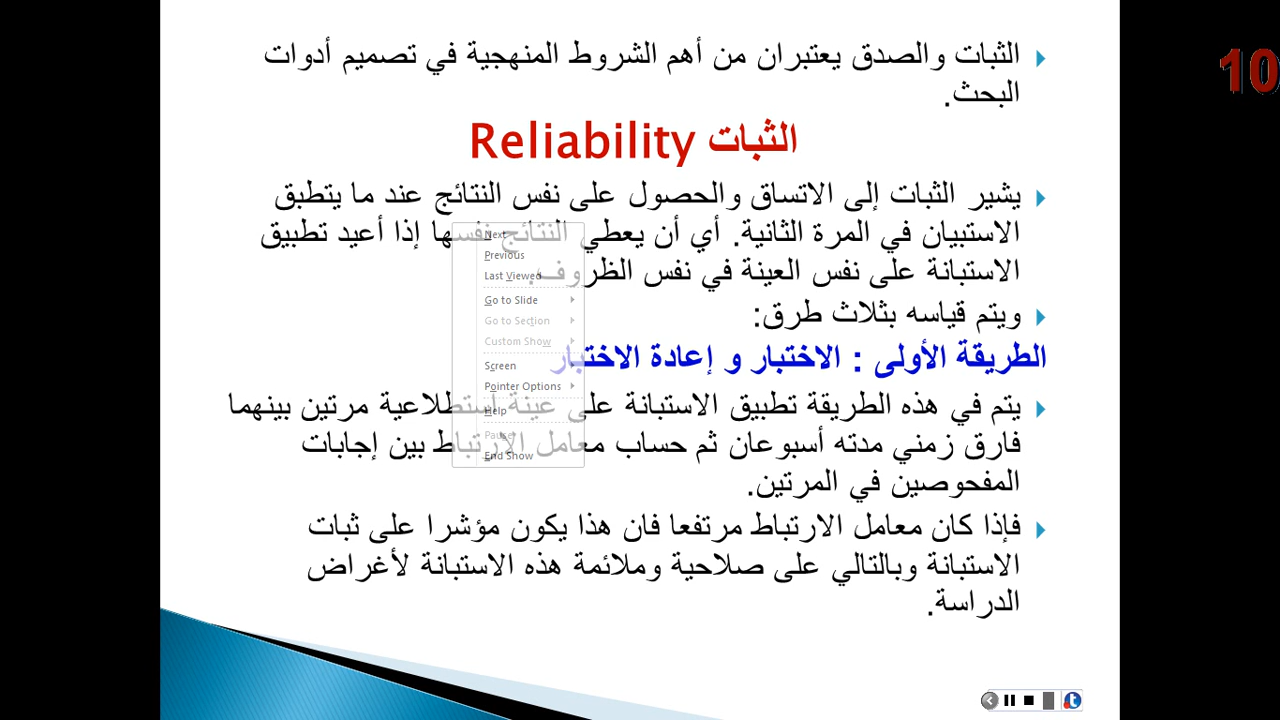 الثبات والصدق يعتبران من أهم الشروط المنهجية في تصميم أدوات
البحث.
الثبات Reliability
يشير الثبات إلى الاتساق والحصول على نفس النتائج عند ما يتطبق
الاستبيان في المرة الثانية. أي أن يعطي النتائج نفسها إذا أعيد تطبيق
الاستبانة على نفس العينة في نفس الظروف.
ويتم قياسه بثلاث طرق:
الطريقة الأولى : الاختبار و إعادة الاختبار
يتم في هذه الطريقة تطبيق الاستبانة على عينة استطلاعية مرتين بينهما
فارق زمني مدته أسبوعان ثم حساب معامل الارتباط بين إجابات
المفحوصين في المرتين.
فإذا كان معامل الارتباط مرتفعا فان هذا يكون مؤشرا على ثبات
الاستبانة وبالتالي على صلاحية وملائمة هذه الاستبانة لأغراض
الدراسة.
10
Next
Previous
Last Viewed
Go to Slide
Go to Section
Custom Show
Screen
Pointer Options
Help
Pause
End Show